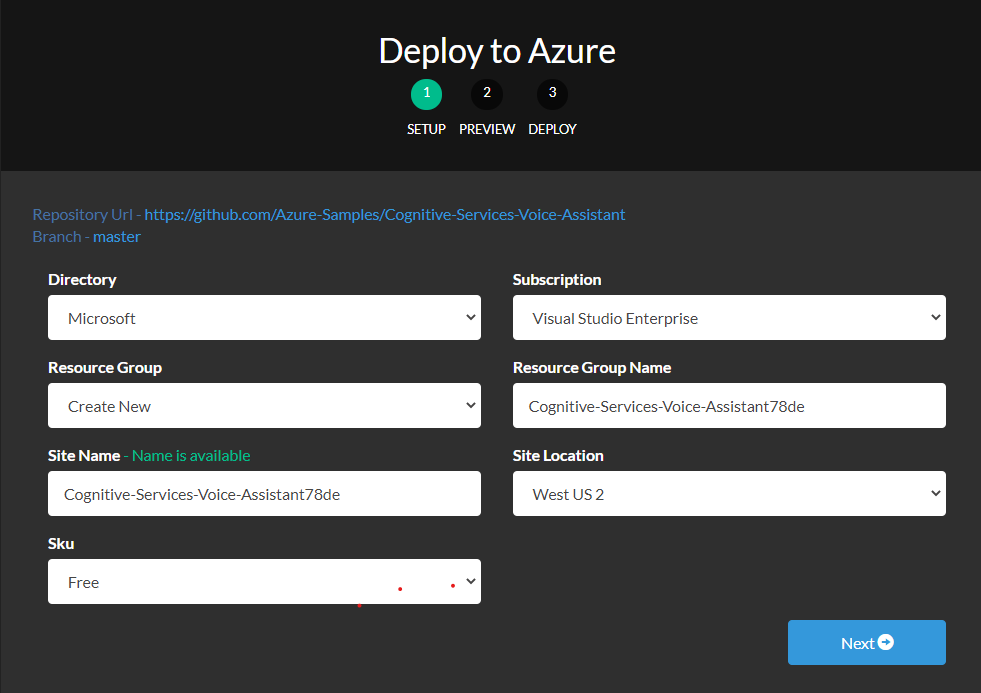 Deploy to Azure
1 2 3
SETUP PREVIEW DEPLOY
Repository Url - https://github.com/Azure-Samples/Cognitive-Services-Voice-Assistant
Branch - master
Directory
Microsoft
Subscription
Visual Studio Enterprise
Resource Group
Create New
Resource Group Name
Cognitive-Services-Voice-Assistant78de
Site Name - Name is available
Cognitive-Services-Voice-Assistant78de
Site Location
West US 2
Sku
Free
Next